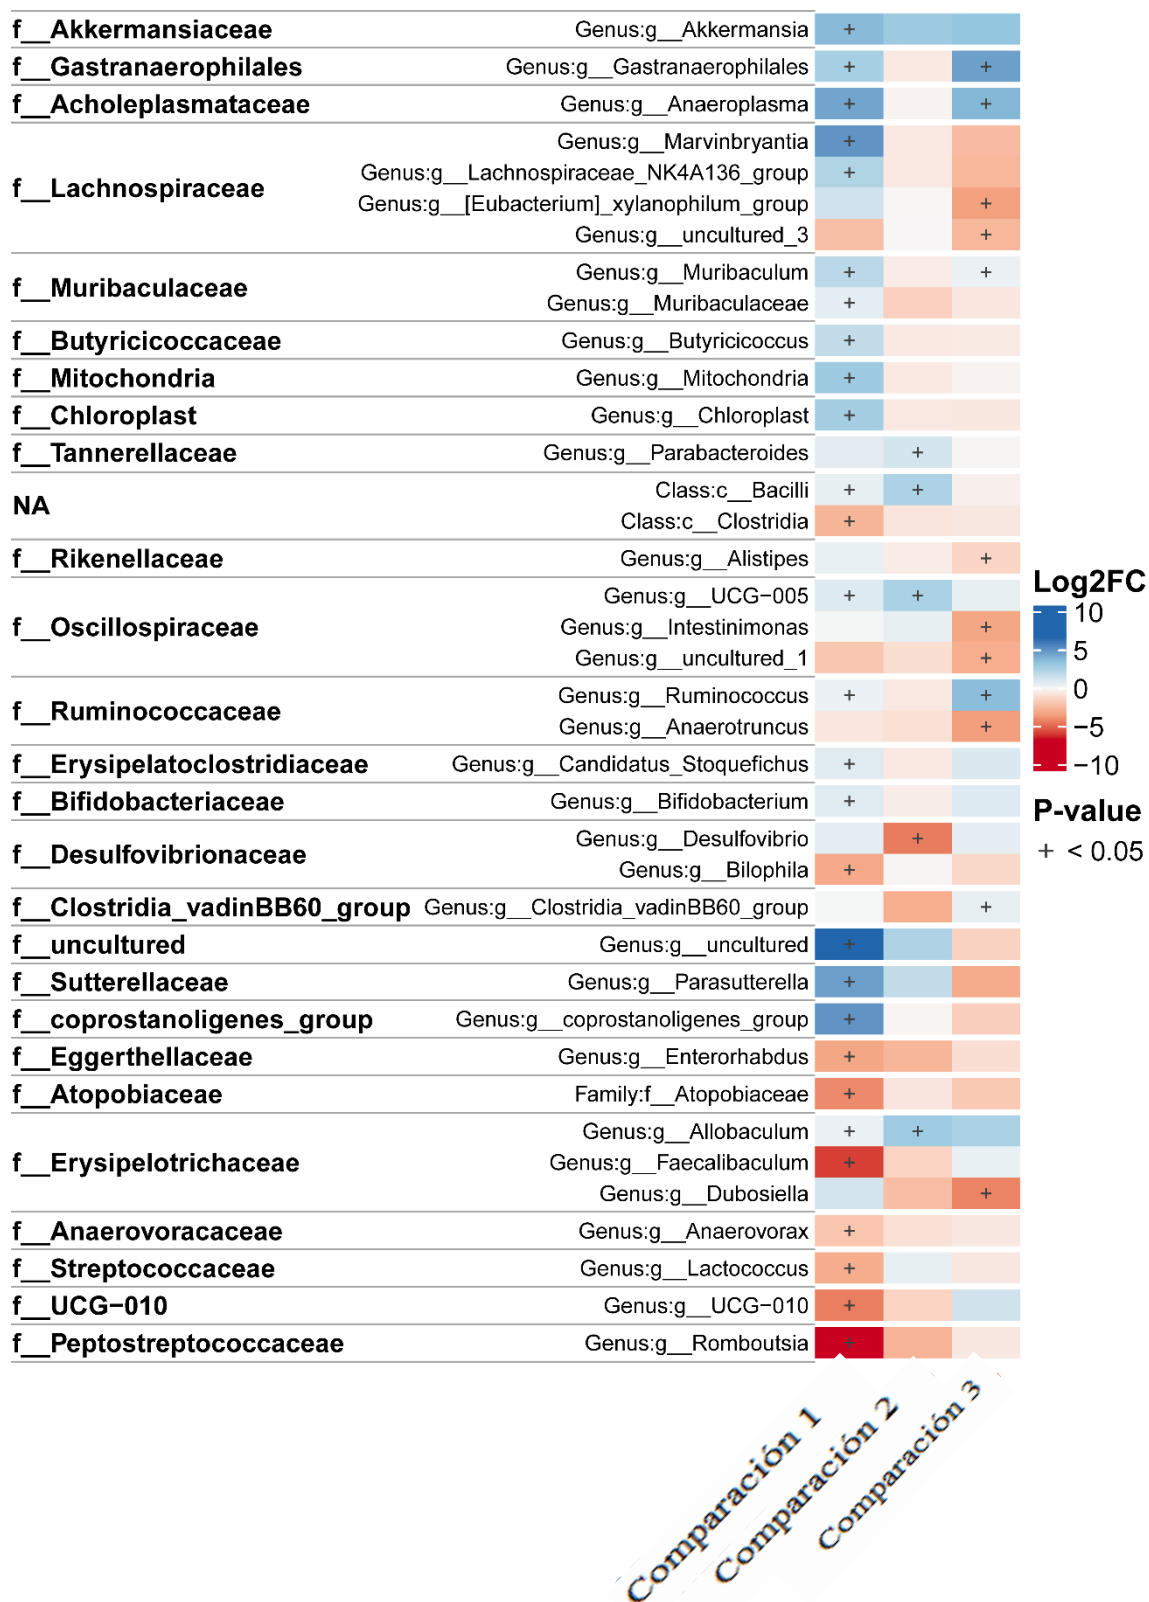 f__Akkermansiaceae Genus:g__Akkermansia +
f__Gastranaerophilales Genus:g__Gastranaerophilales + +
f__Acholeplasmataceae Genus:g__Anaeroplasma + +
Genus:g__Marvinbryantia +
f__Lachnospiraceae
Genus:g__Lachnospiraceae_NK4A136_group +
Genus:g__[Eubacterium]_xylanophilum_group +
Genus:g__uncultured_3 +
Genus:g__Muribaculum + +
f__Muribaculaceae
Genus:g__Muribaculaceae +
f__Butyricicoccaceae Genus:g__Butyricicoccus +
f__Mitochondria Genus:g__Mitochondria +
f__Chloroplast Genus:g__Chloroplast +
f__Tannerellaceae Genus:g__Parabacteroides +
Class:c__Bacilli + +
NA
Class:c__Clostridia +
f__Rikenellaceae Genus:g__Alistipes +
Genus:g__UCG−005 + +
f__Oscillospiraceae Genus:g__Intestinimonas +
Genus:g__uncultured_1 +
Genus:g__Ruminococcus + +
f__Ruminococcaceae
Genus:g__Anaerotruncus +
f__Erysipelatoclostridiaceae Genus:g__Candidatus_Stoquefichus +
f__Bifidobacteriaceae Genus:g__Bifidobacterium +
Genus:g__Desulfovibrio +
f__Desulfovibrionaceae
Genus:g__Bilophila +
f__Clostridia_vadinBB60_group Genus:g__Clostridia_vadinBB60_group +
f__uncultured Genus:g__uncultured +
f__Sutterellaceae Genus:g__Parasutterella +
f__coprostanoligenes_group Genus:g__coprostanoligenes_group +
f__Eggerthellaceae Genus:g__Enterorhabdus +
f__Atopobiaceae Family:f__Atopobiaceae +
Genus:g__Allobaculum + +
f__Erysipelotrichaceae Genus:g__Faecalibaculum +
Genus:g__Dubosiella +
f__Anaerovoracaceae Genus:g__Anaerovorax +
f__Streptococcaceae Genus:g__Lactococcus +
f__UCG−010 Genus:g__UCG−010 +
f__Peptostreptococcaceae Genus:g__Romboutsia +
Comparación 1
Comparación 2
Comparación 3
Log2FC
10
5
0
−5
−10
P-value
+ < 0.05